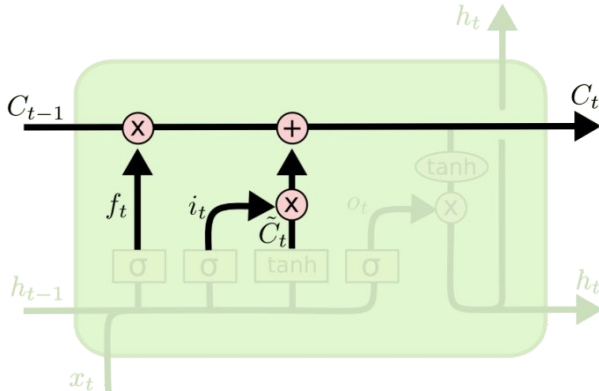 h_t
C_{t-1}
C_t
x
+
tanh
f_t
i_t
x
o_t
x
C̃_t
σ
σ
tanh
σ
h_{t-1}
h_t
x_t